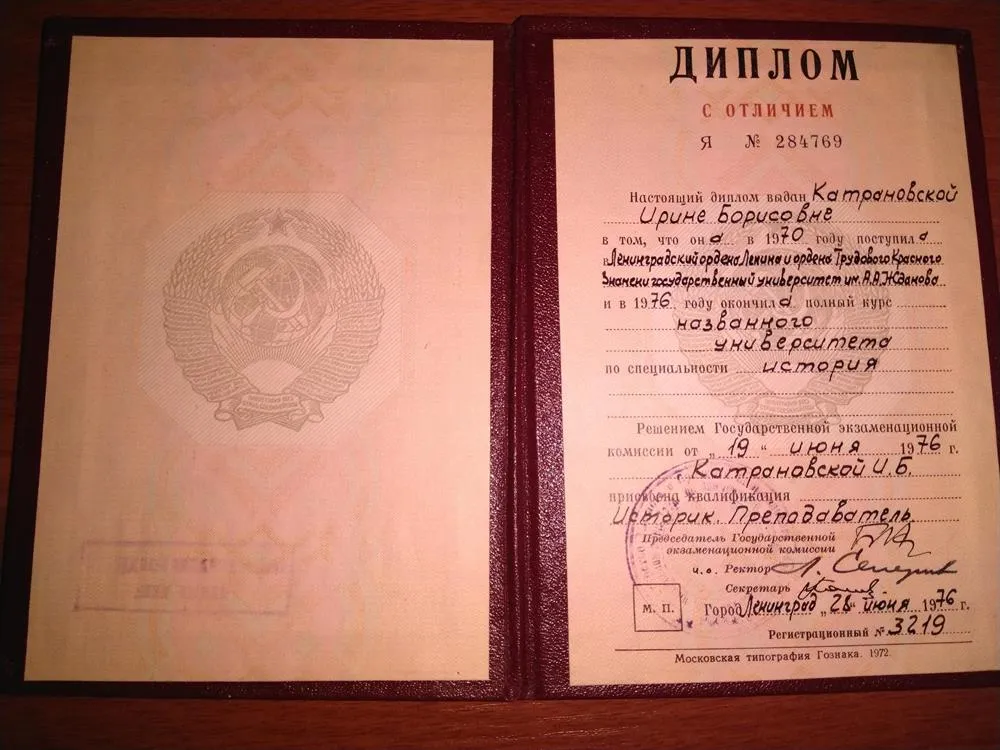 ДИПЛОМ
С ОТЛИЧИЕМ
Я № 284769
Настоящий диплом выдан Катрановской
Ирине Борисовне
в том, что она в 1970 году поступила
в Ленинградский ордена Ленина и ордена Трудового Красного
Знамени государственный университет им. А.А.Жданова
и в 1976 году окончила полный курс
названного
университета
по специальности история
Решением Государственной экзаменационной
комиссии от „19“ июня 1976 г.
Катрановской И.Б.
присвоена квалификация
Историк. Преподаватель.
Председатель Государственной
экзаменационной комиссии
и.о. Ректор
Секретарь
М. П. Город Ленинград „28“ июня 1976 г.
Регистрационный № 3219
Московская типография Гознака. 1972.